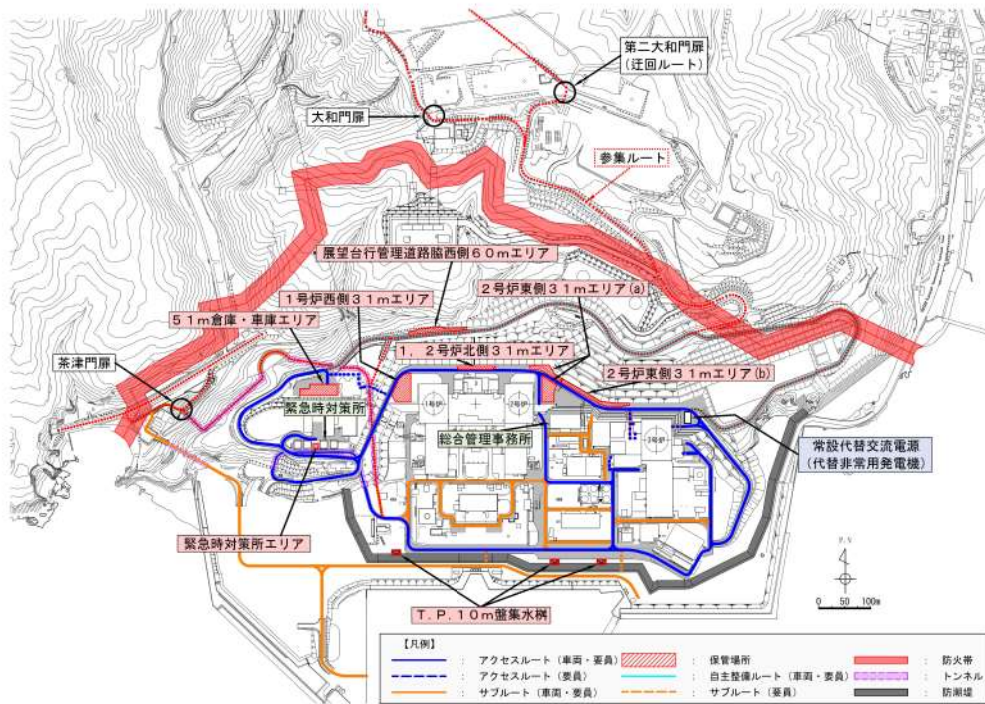 第二大和門扉
(迂回ルート)
大和門扉
参集ルート
展望台行管理道路脇西側60mエリア
1号炉西側31mエリア
2号炉東側31mエリア(a)
51m倉庫・車庫エリア
茶津門扉
1,2号炉北側31mエリア
2号炉東側31mエリア(b)
緊急時対策所
1号炉
2号炉
3号炉
総合管理事務所
常設代替交流電源
(代替非常用発電機)
緊急時対策所エリア
T.P.10m盤集水桝
P.N
0 50 100m
【凡例】
: アクセスルート(車両・要員)
: 保管場所
: 防火帯
: アクセスルート(要員)
: 自主整備ルート(車両・要員)
: トンネル
: サブルート(車両・要員)
: サブルート(要員)
: 防潮堤